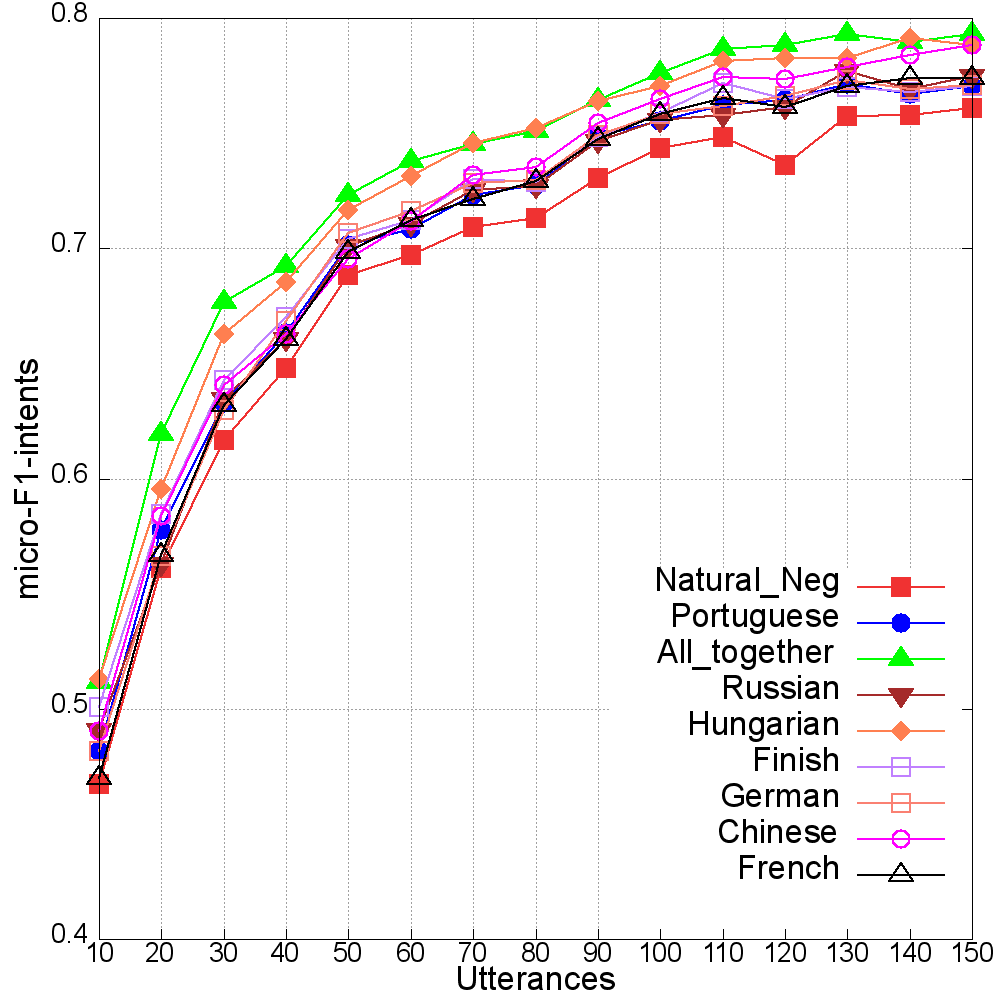 0.8
0.7
0.6
0.5
0.4
micro-F1-intents
Natural_Neg
Portuguese
All_together
Russian
Hungarian
Finish
German
Chinese
French
10 20 30 40 50 60 70 80 90 100 110 120 130 140 150
Utterances